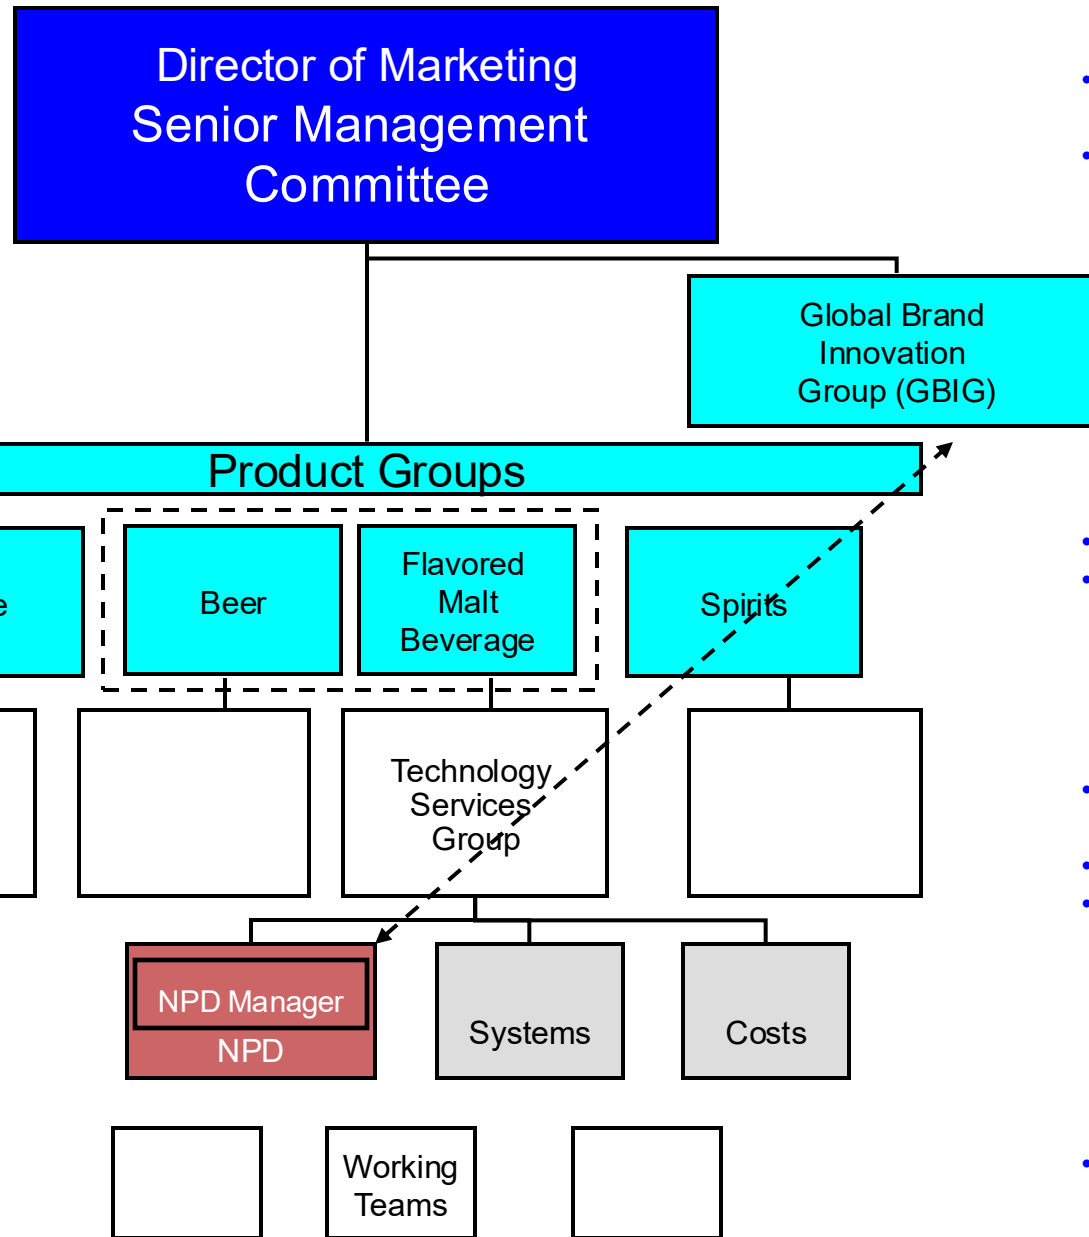 Director of Marketing
Senior Management
Committee
Global Brand
Innovation
Group (GBIG)
Product Groups
Beer
Flavored
Malt
Beverage
Spirits
Technology
Services
Group
NPD Manager
NPD
Systems
Costs
Working
Teams